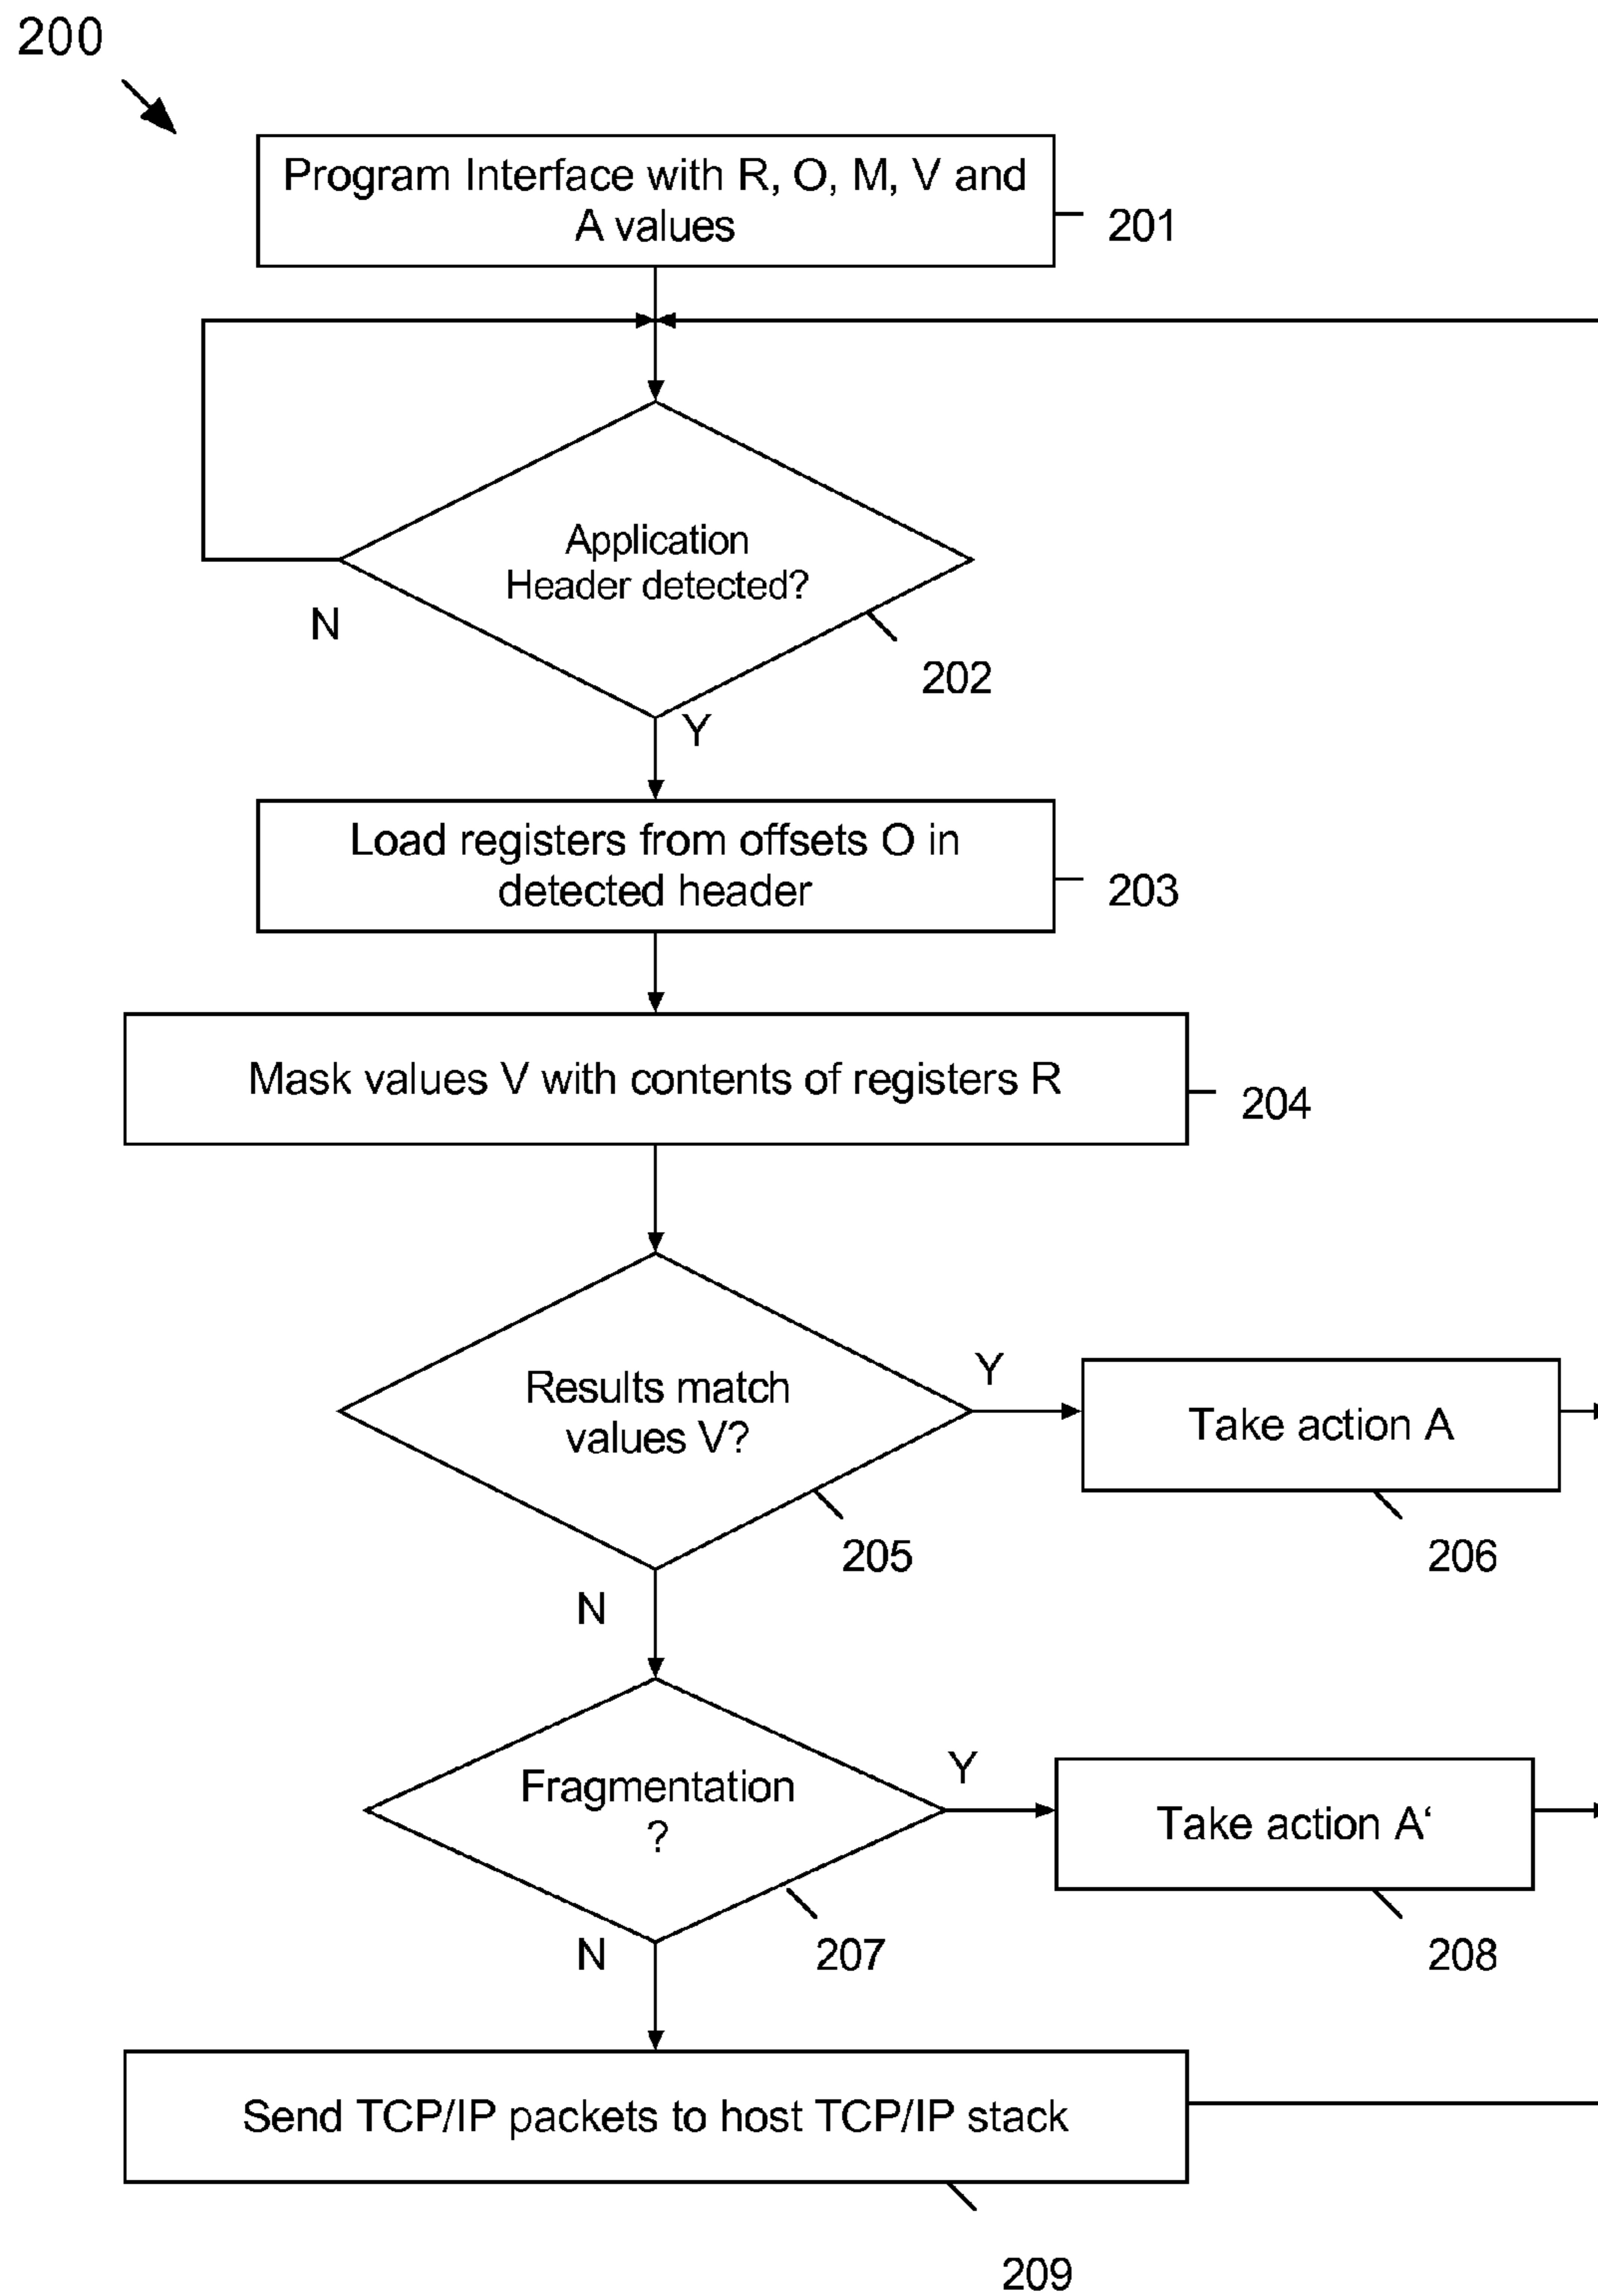 200
Program Interface with R, O, M, V and
A values
201
Application
Header detected?
N
202
Y
Load registers from offsets O in
detected header
203
Mask values V with contents of registers R
204
Results match
values V?
Y
Take action A
205
206
N
Fragmentation
?
Y
Take action A‘
207
208
N
Send TCP/IP packets to host TCP/IP stack
209